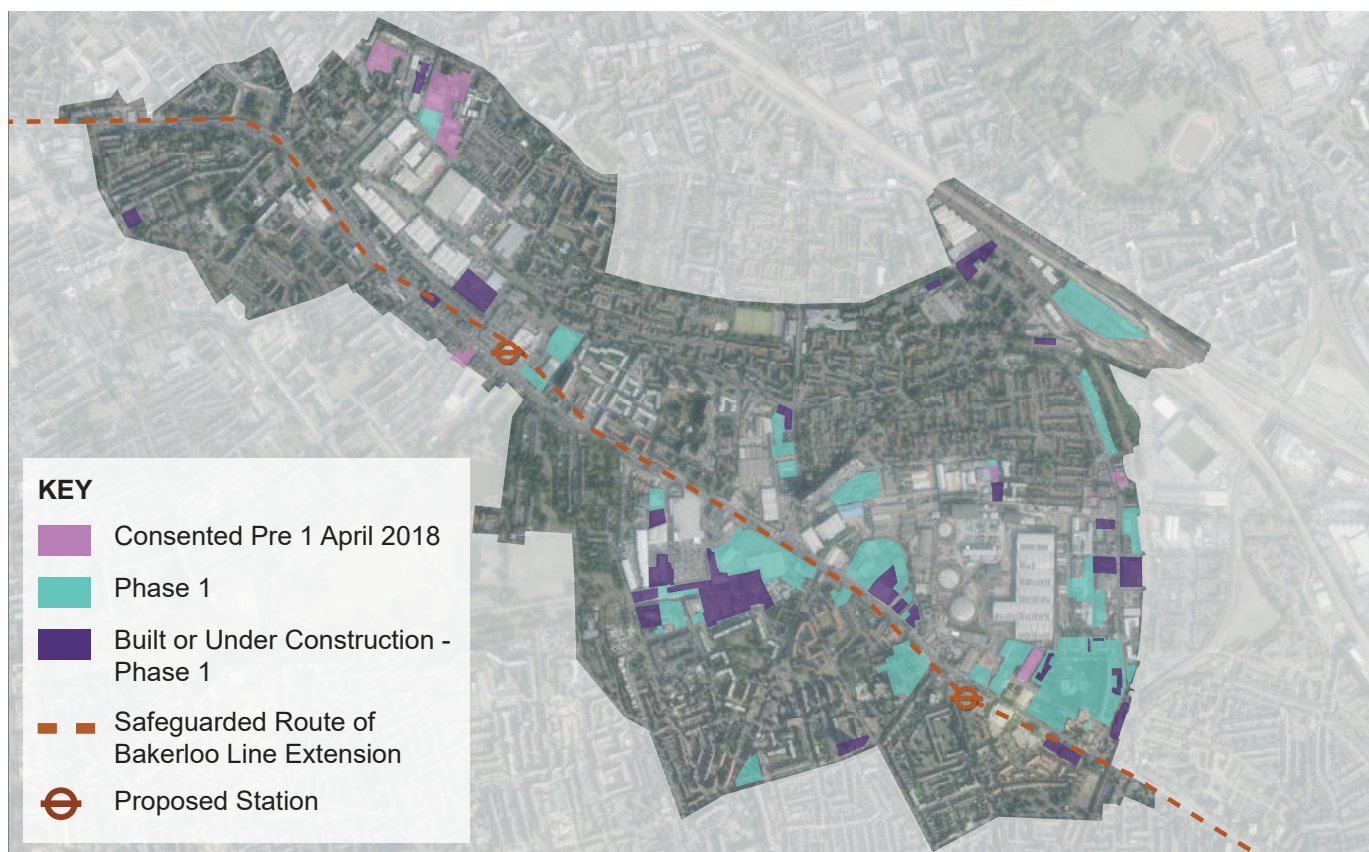 KEY
Consented Pre 1 April 2018
Phase 1
Built or Under Construction -
Phase 1
Safeguarded Route of
Bakerloo Line Extension
Proposed Station